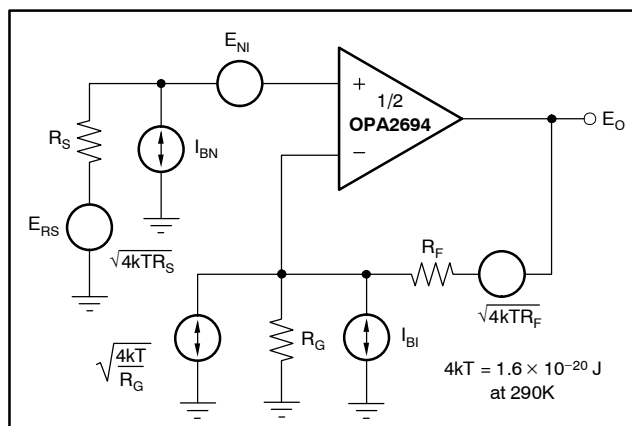 E_NI
1/2
OPA2694
+
−
E_O
R_S
I_BN
E_RS
√4kTR_S
R_F
√4kTR_F
√4kT/R_G
R_G
I_BI
4kT = 1.6 × 10⁻²⁰ J
at 290K